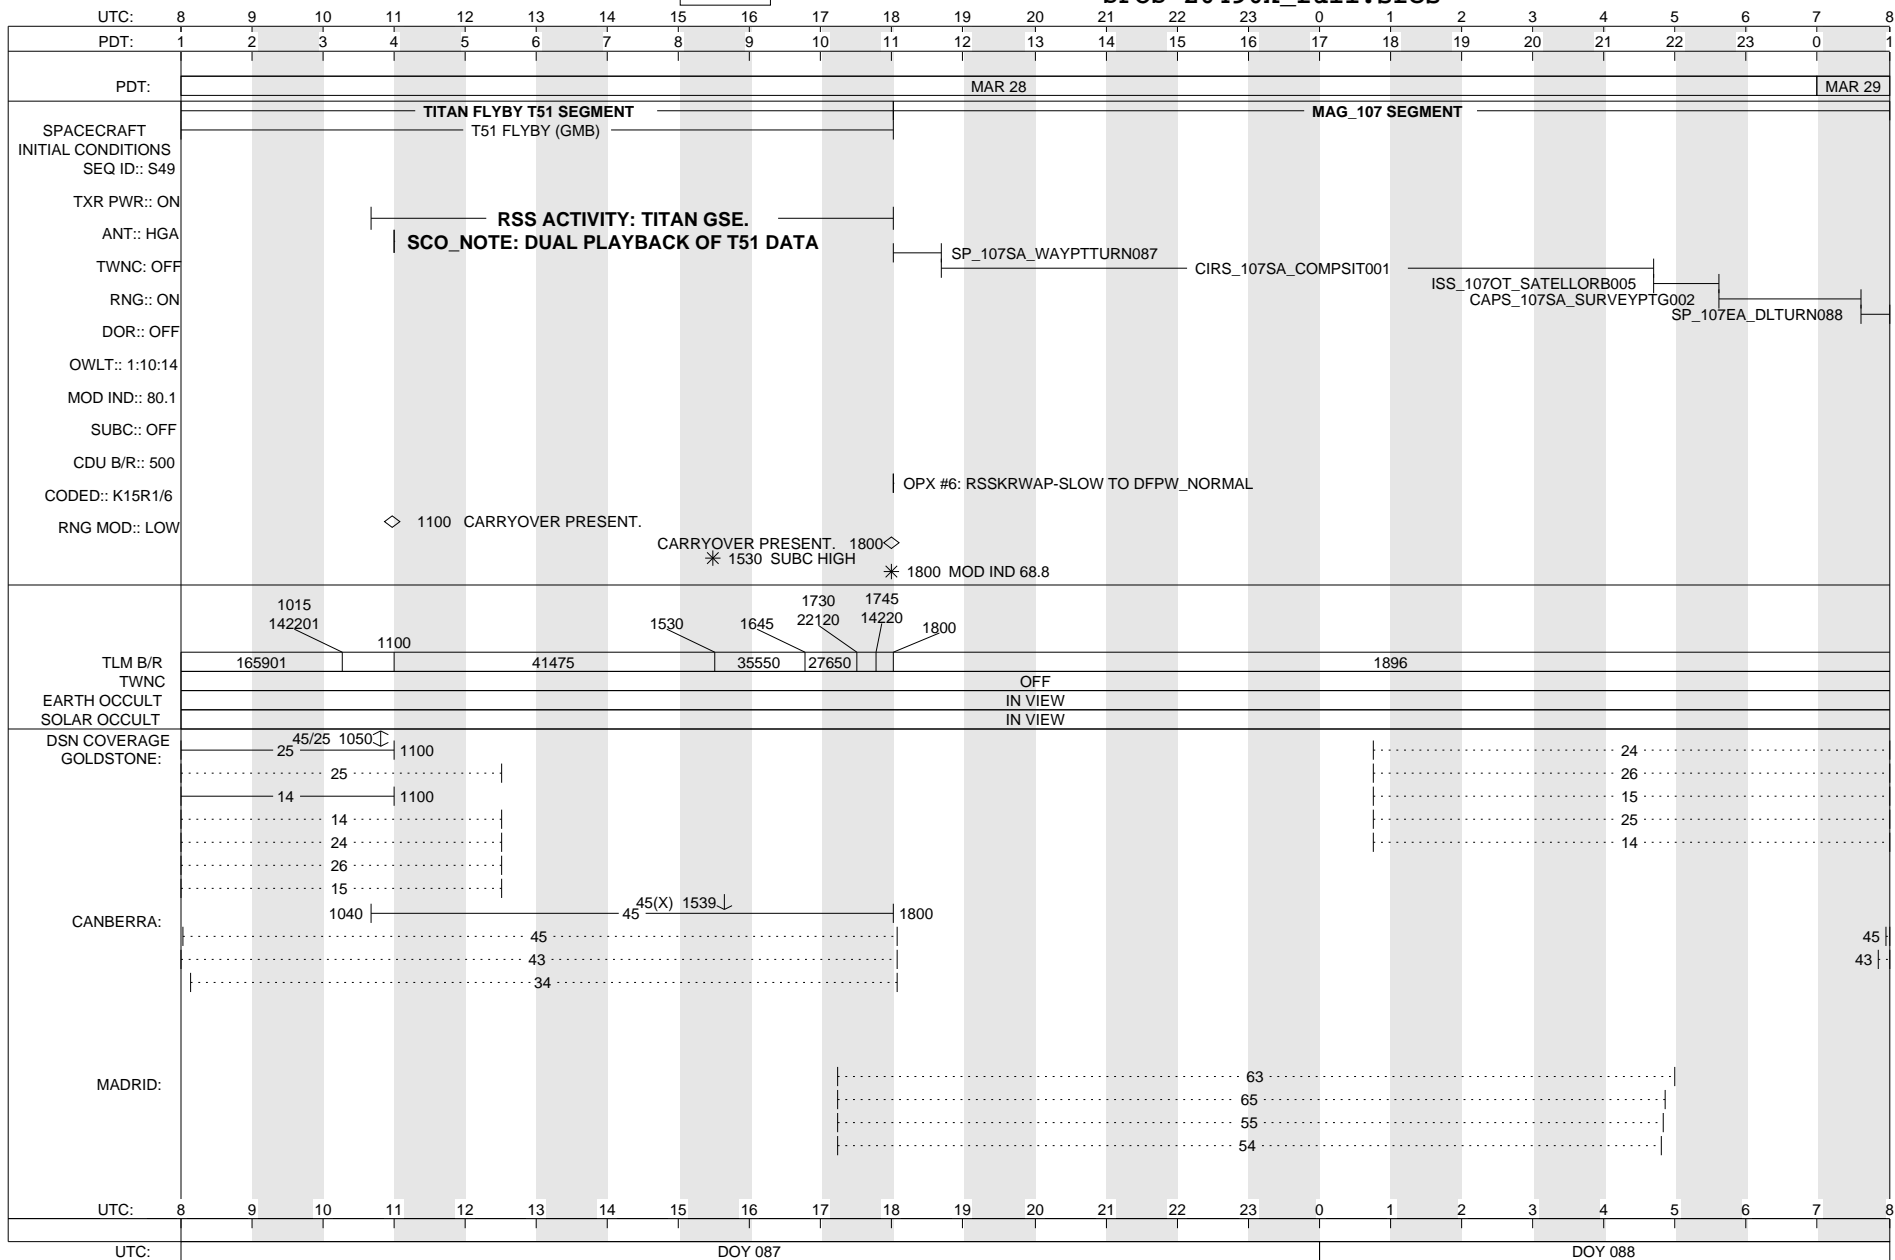 UTC: 8 9 10 11 12 13 14 15 16 17 18 19 20 21 22 23 0 1 2 3 4 5 6 7 8
PDT: 1 2 3 4 5 6 7 8 9 10 11 12 13 14 15 16 17 18 19 20 21 22 23 0 1
PDT: MAR 28 MAR 29
TITAN FLYBY T51 SEGMENT MAG_107 SEGMENT
T51 FLYBY (GMB)
SPACECRAFT
INITIAL CONDITIONS
SEQ ID:: S49
TXR PWR:: ON
RSS ACTIVITY: TITAN GSE.
ANT:: HGA
SCO_NOTE: DUAL PLAYBACK OF T51 DATA
SP_107SA_WAYPTTURN087
TWNC: OFF
CIRS_107SA_COMPSIT001
ISS_107OT_SATELLORB005
RNG:: ON
CAPS_107SA_SURVEYPTG002
SP_107EA_DLTURN088
DOR:: OFF
OWLT:: 1:10:14
MOD IND:: 80.1
SUBC:: OFF
CDU B/R:: 500
OPX #6: RSSKRWAP-SLOW TO DFPW_NORMAL
CODED:: K15R1/6
RNG MOD:: LOW
1100 CARRYOVER PRESENT.
CARRYOVER PRESENT. 1800
1530 SUBC HIGH
1800 MOD IND 68.8
1015 1730 1745
142201 1530 1645 22120 14220 1800
1100
TLM B/R 165901 41475 35550 27650 1896
TWNC OFF
EARTH OCCULT IN VIEW
SOLAR OCCULT IN VIEW
DSN COVERAGE 45/25 1050
GOLDSTONE: 25 1100 24
25 26
14 1100 15
14 25
24 14
26
15
45(X) 1539
CANBERRA: 1040 45 1800
45 45
43 43
34
MADRID: 63
65
55
54
UTC: 8 9 10 11 12 13 14 15 16 17 18 19 20 21 22 23 0 1 2 3 4 5 6 7 8
UTC: DOY 087 DOY 088